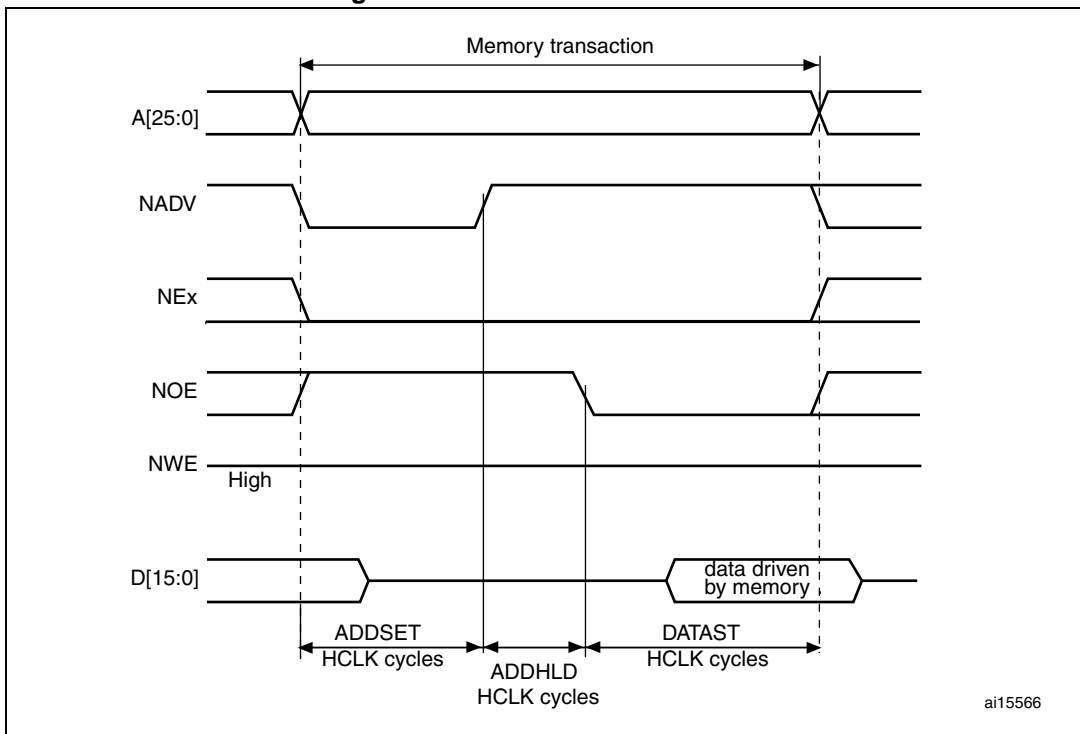 Memory transaction
A[25:0]
NADV
NEx
NOE
NWE
High
D[15:0]
data driven
by memory
ADDSET
HCLK cycles
ADDHLD
HCLK cycles
DATAST
HCLK cycles
ai15566